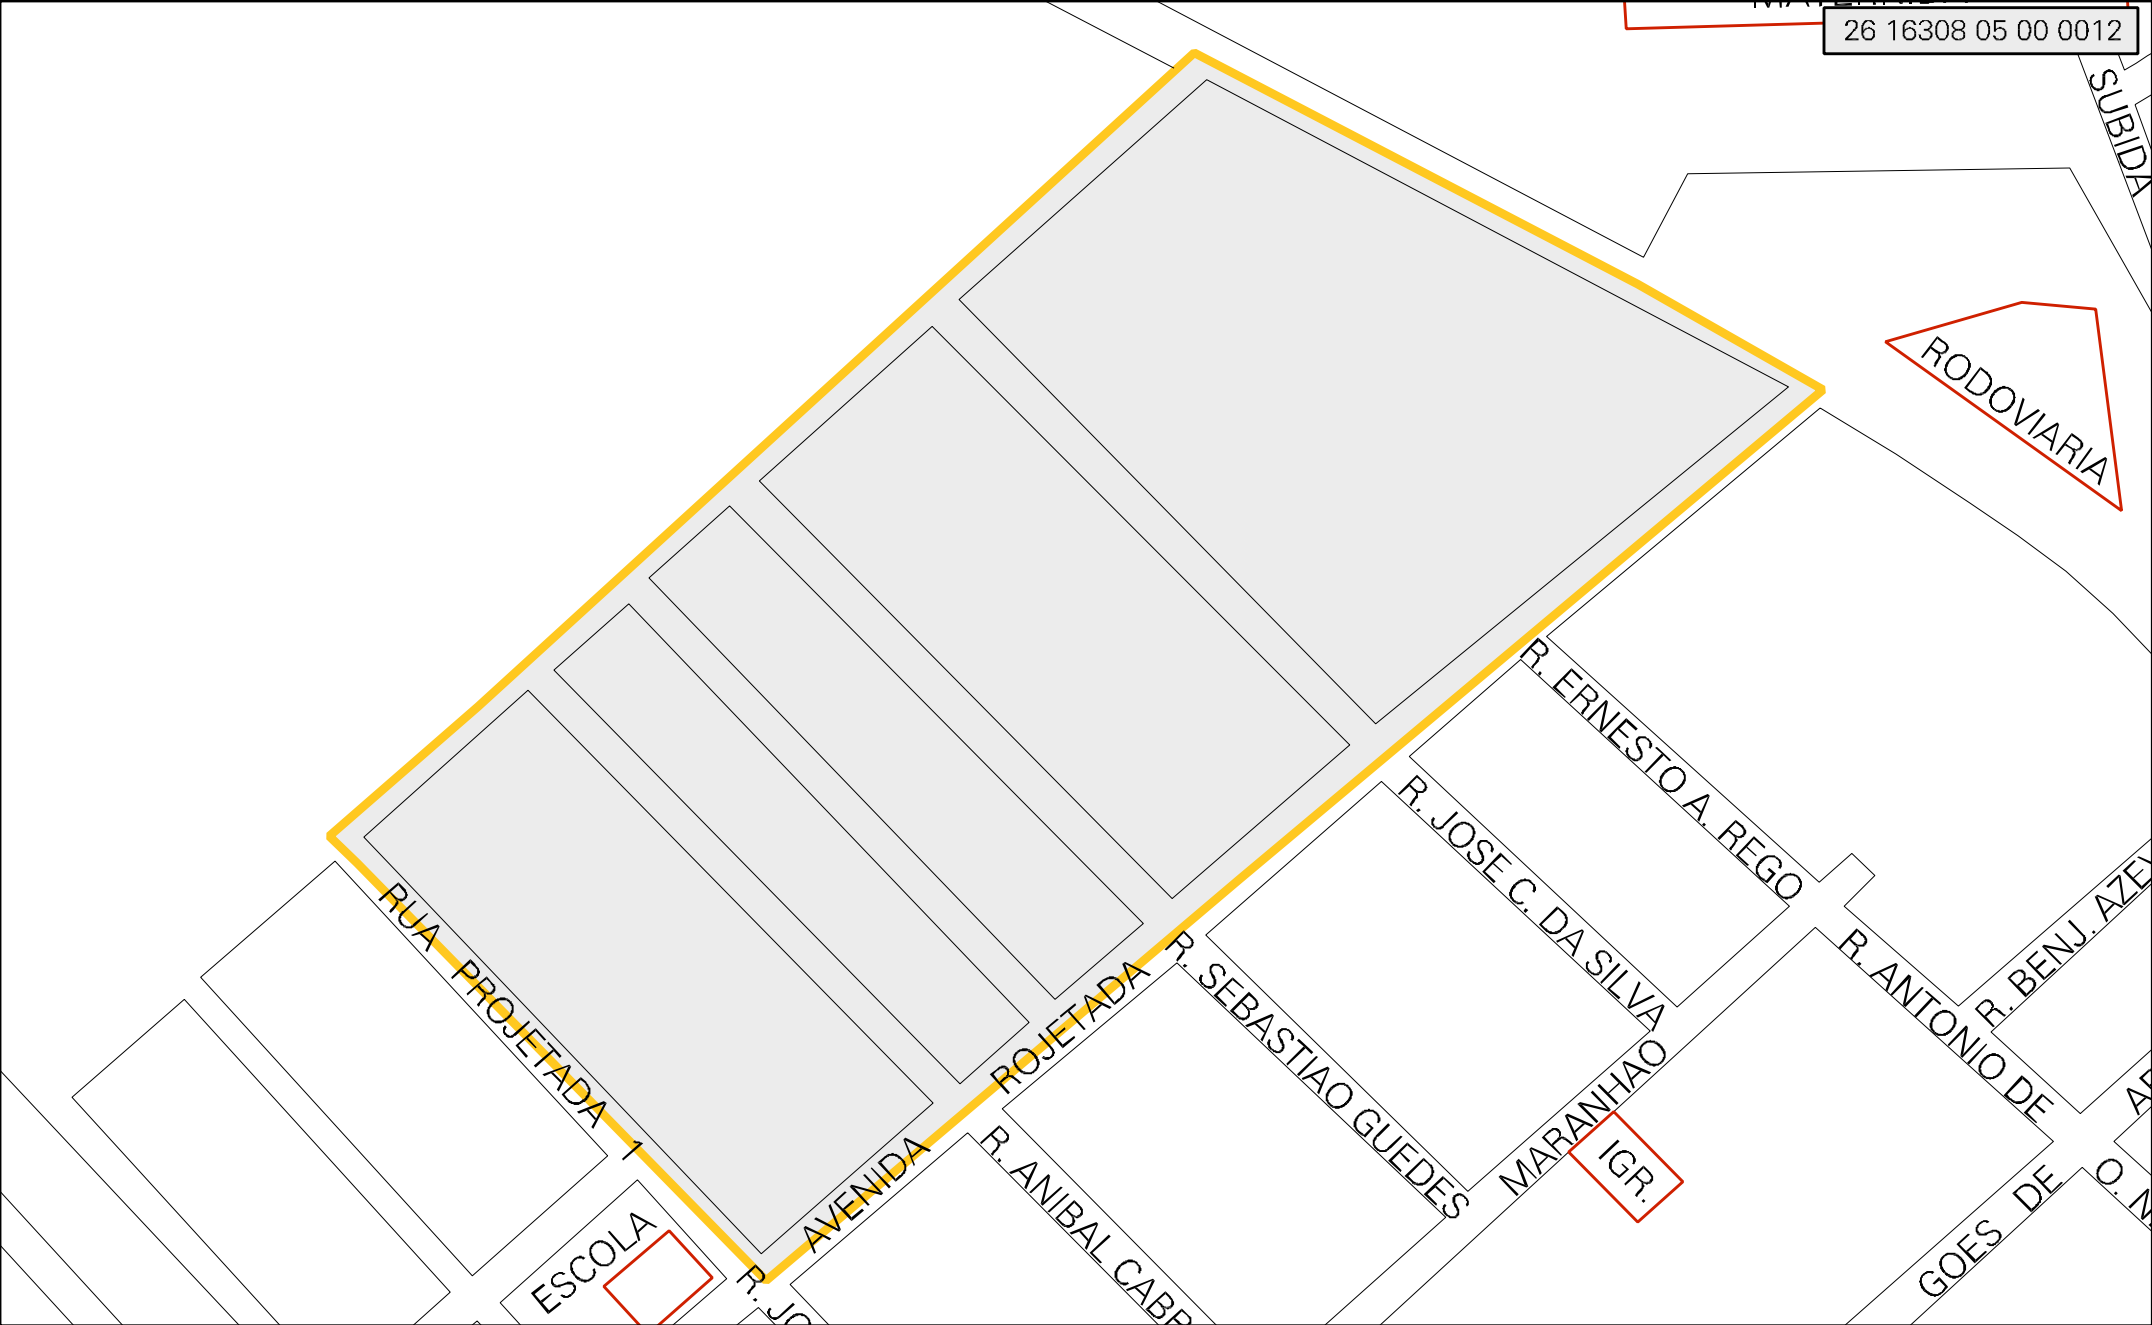 26 16308 05 00 0012
SUBIDA
RODOVIARIA
R. ERNESTO A. REGO
R. JOSE C. DA SILVA
R. BENJ. AZE
RUA PROJETADA 1
R. SEBASTIAO GUEDES
R. ANTONIO DE
AVENIDA ROJETADA
MARANHAO
IGR.
R. ANIBAL CABR
GOES DE
O. N
ESCOLA
R. JO